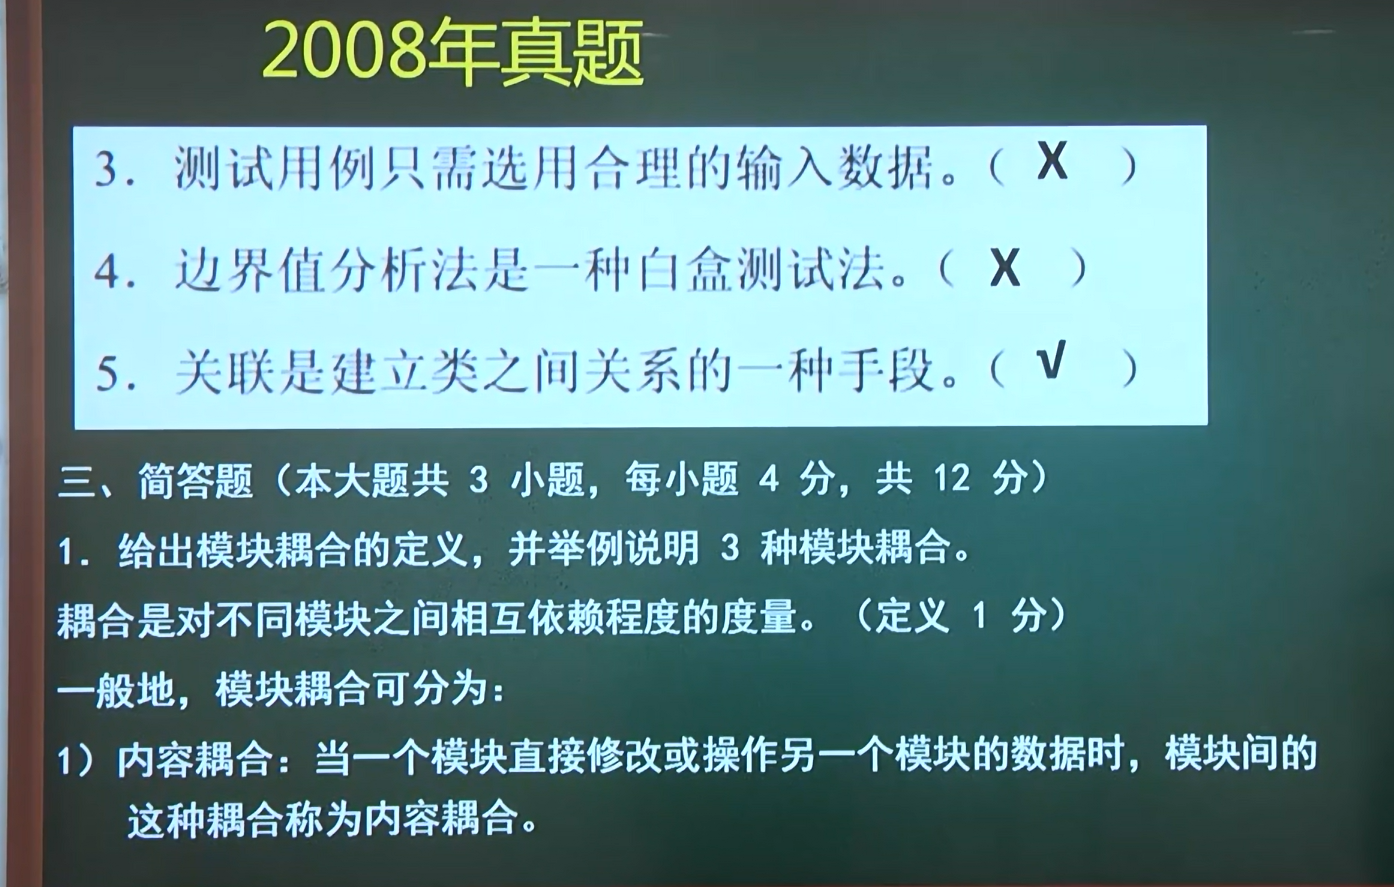 2008年真题
3. 测试用例只需选用合理的输入数据。( X )
4. 边界值分析法是一种白盒测试法。( X )
5. 关联是建立类之间关系的一种手段。( √ )
三、简答题（本大题共 3 小题，每小题 4 分，共 12 分）
1. 给出模块耦合的定义，并举例说明 3 种模块耦合。
耦合是对不同模块之间相互依赖程度的度量。（定义 1 分）
一般地，模块耦合可分为：
1）内容耦合：当一个模块直接修改或操作另一个模块的数据时，模块间的
这种耦合称为内容耦合。